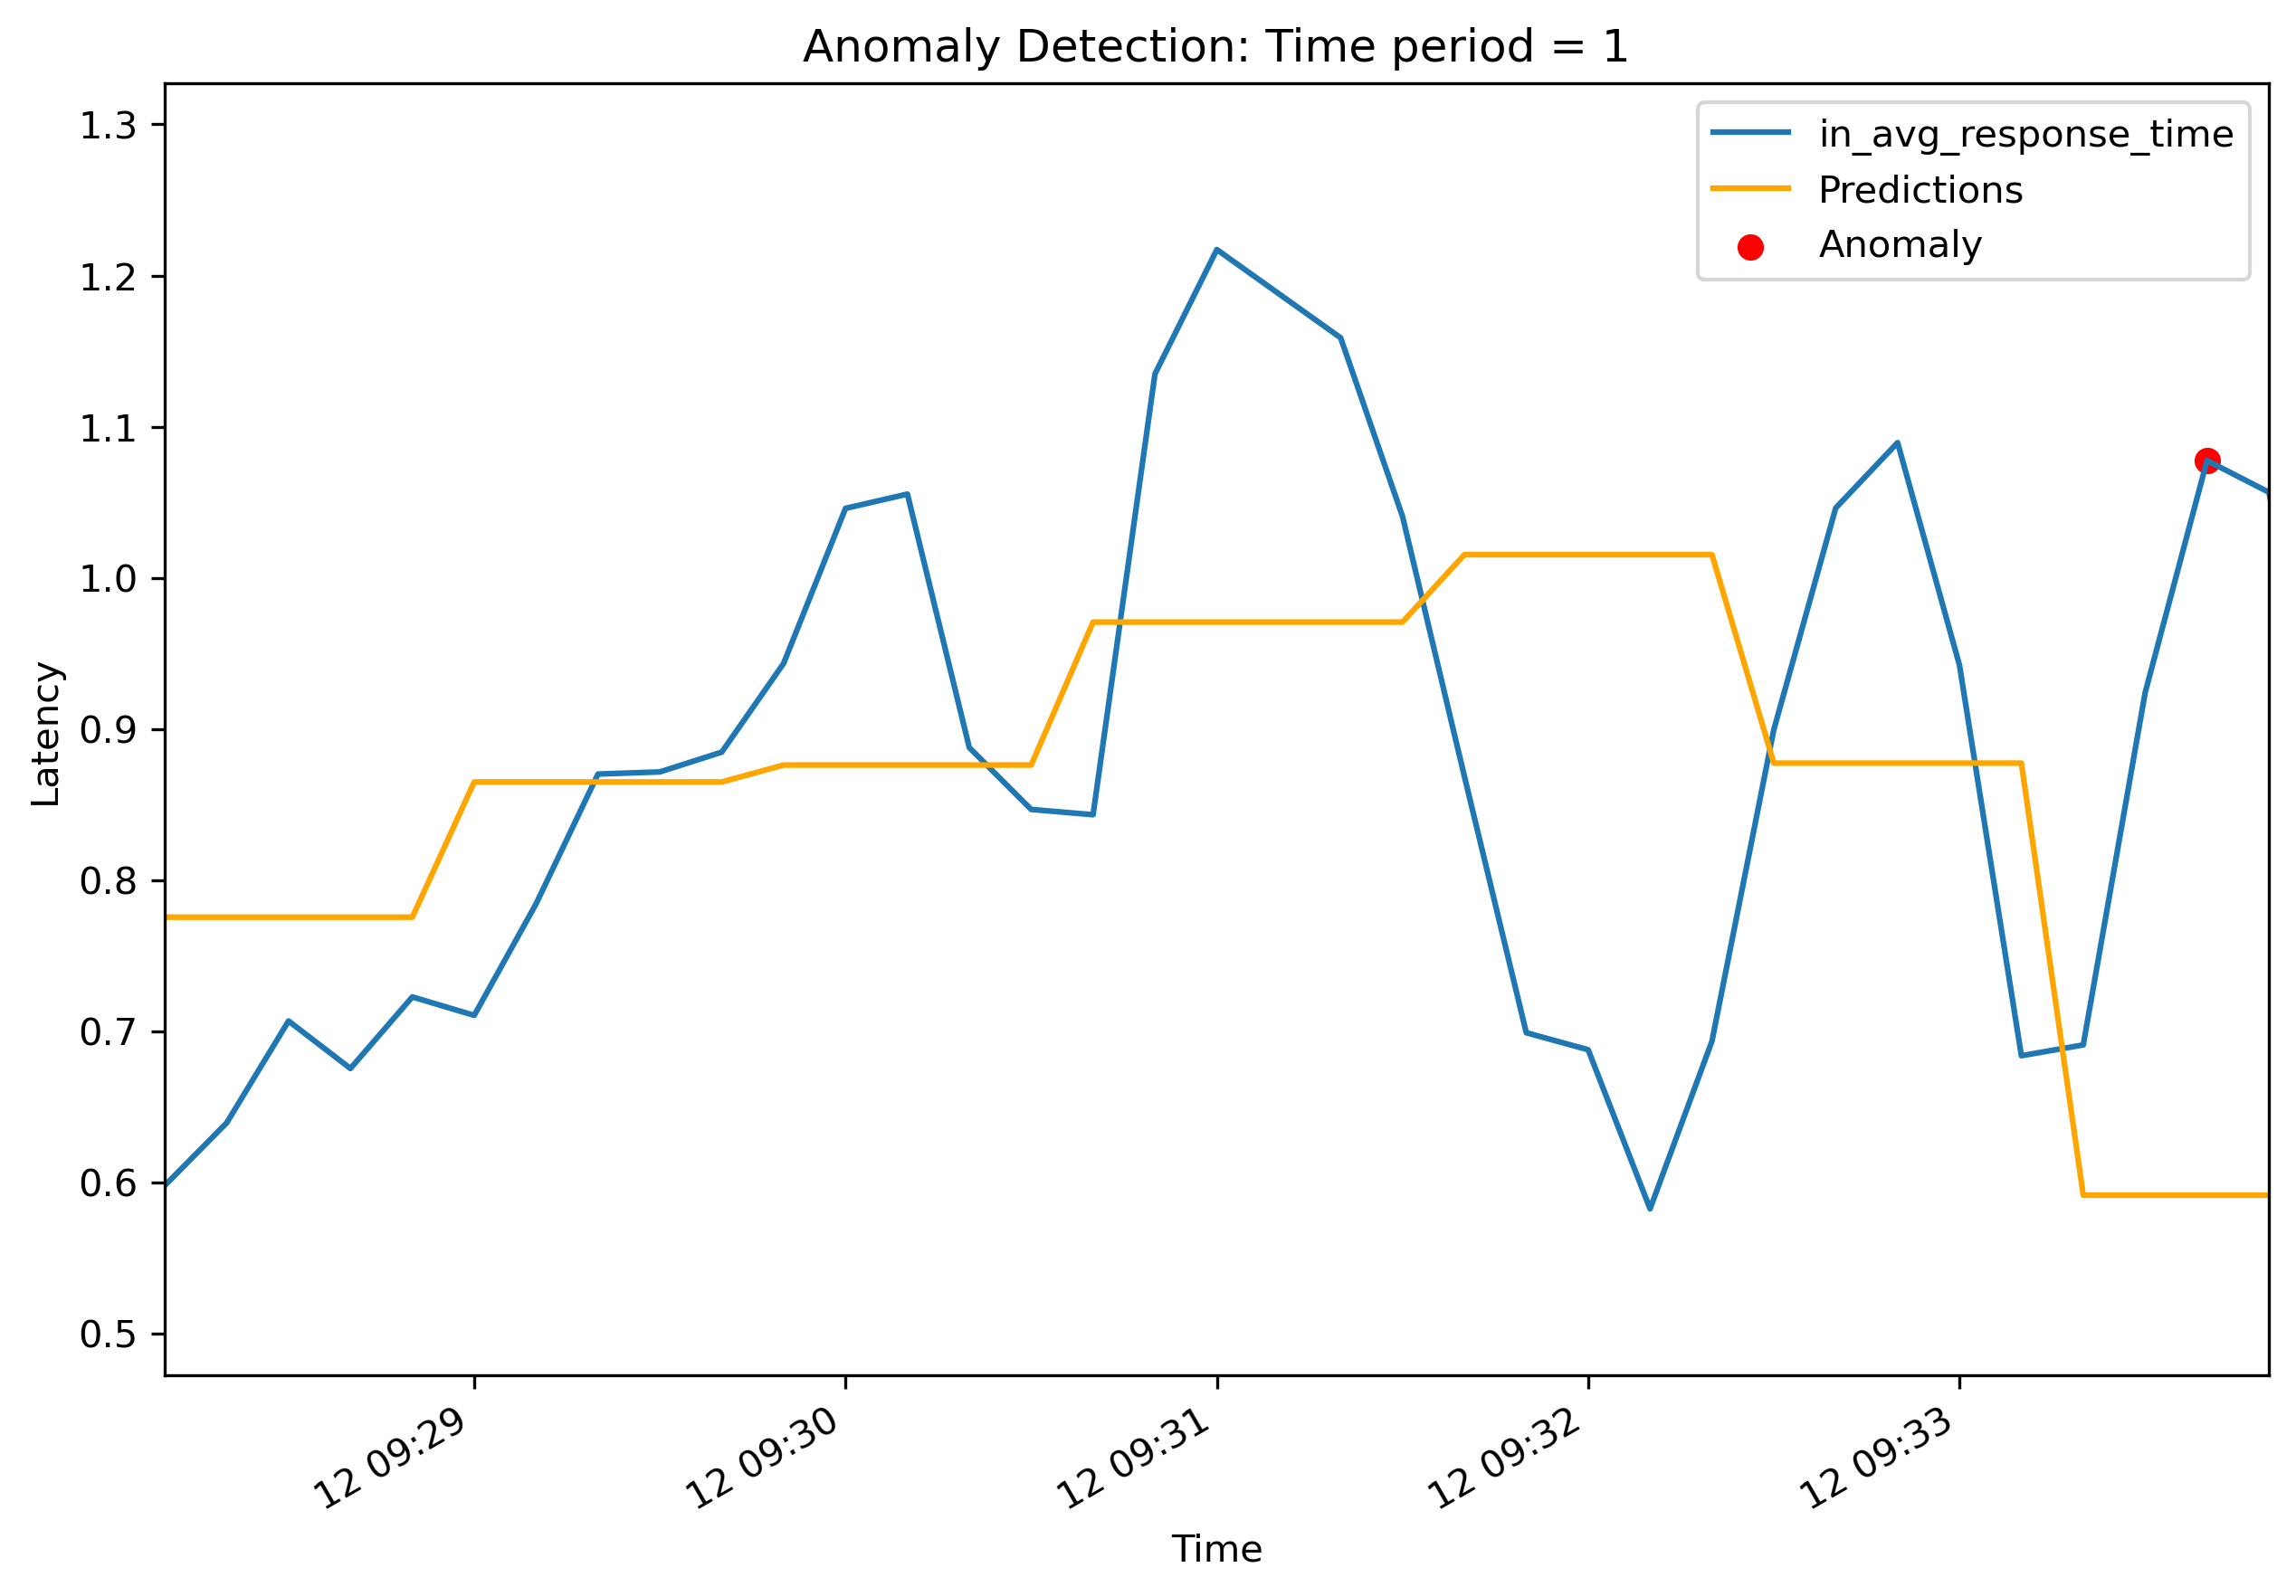 Anomaly Detection: Time period = 1
in_avg_response_time
Predictions
Anomaly
Latency
1.3
1.2
1.1
1.0
0.9
0.8
0.7
0.6
0.5
12 09:29
12 09:30
12 09:31
12 09:32
12 09:33
Time